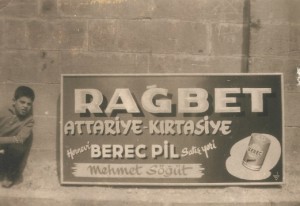 RAĞBET
ATTARİYE-KIRTASİYE
BEREC PİL Satış yeri
Mehmet Söğüt